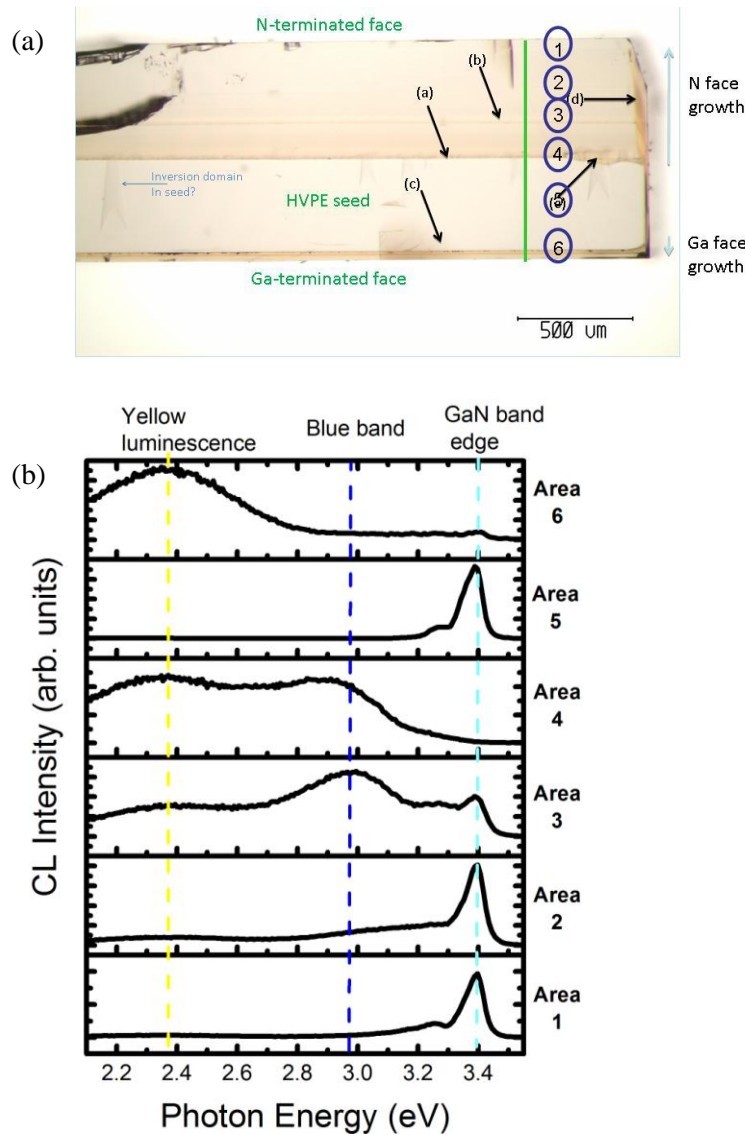 (a)
N-terminated face
1
(b)
2
(a)
(d)
N face
growth
3
4
Inversion domain
In seed?
(c)
HVPE seed
5
6
Ga face
growth
Ga-terminated face
500 um
(b)
Yellow
luminescence
Blue band
GaN band
edge
Area
6
Area
5
Area
4
Area
3
Area
2
Area
1
CL Intensity (arb. units)
2.2 2.4 2.6 2.8 3.0 3.2 3.4
Photon Energy (eV)